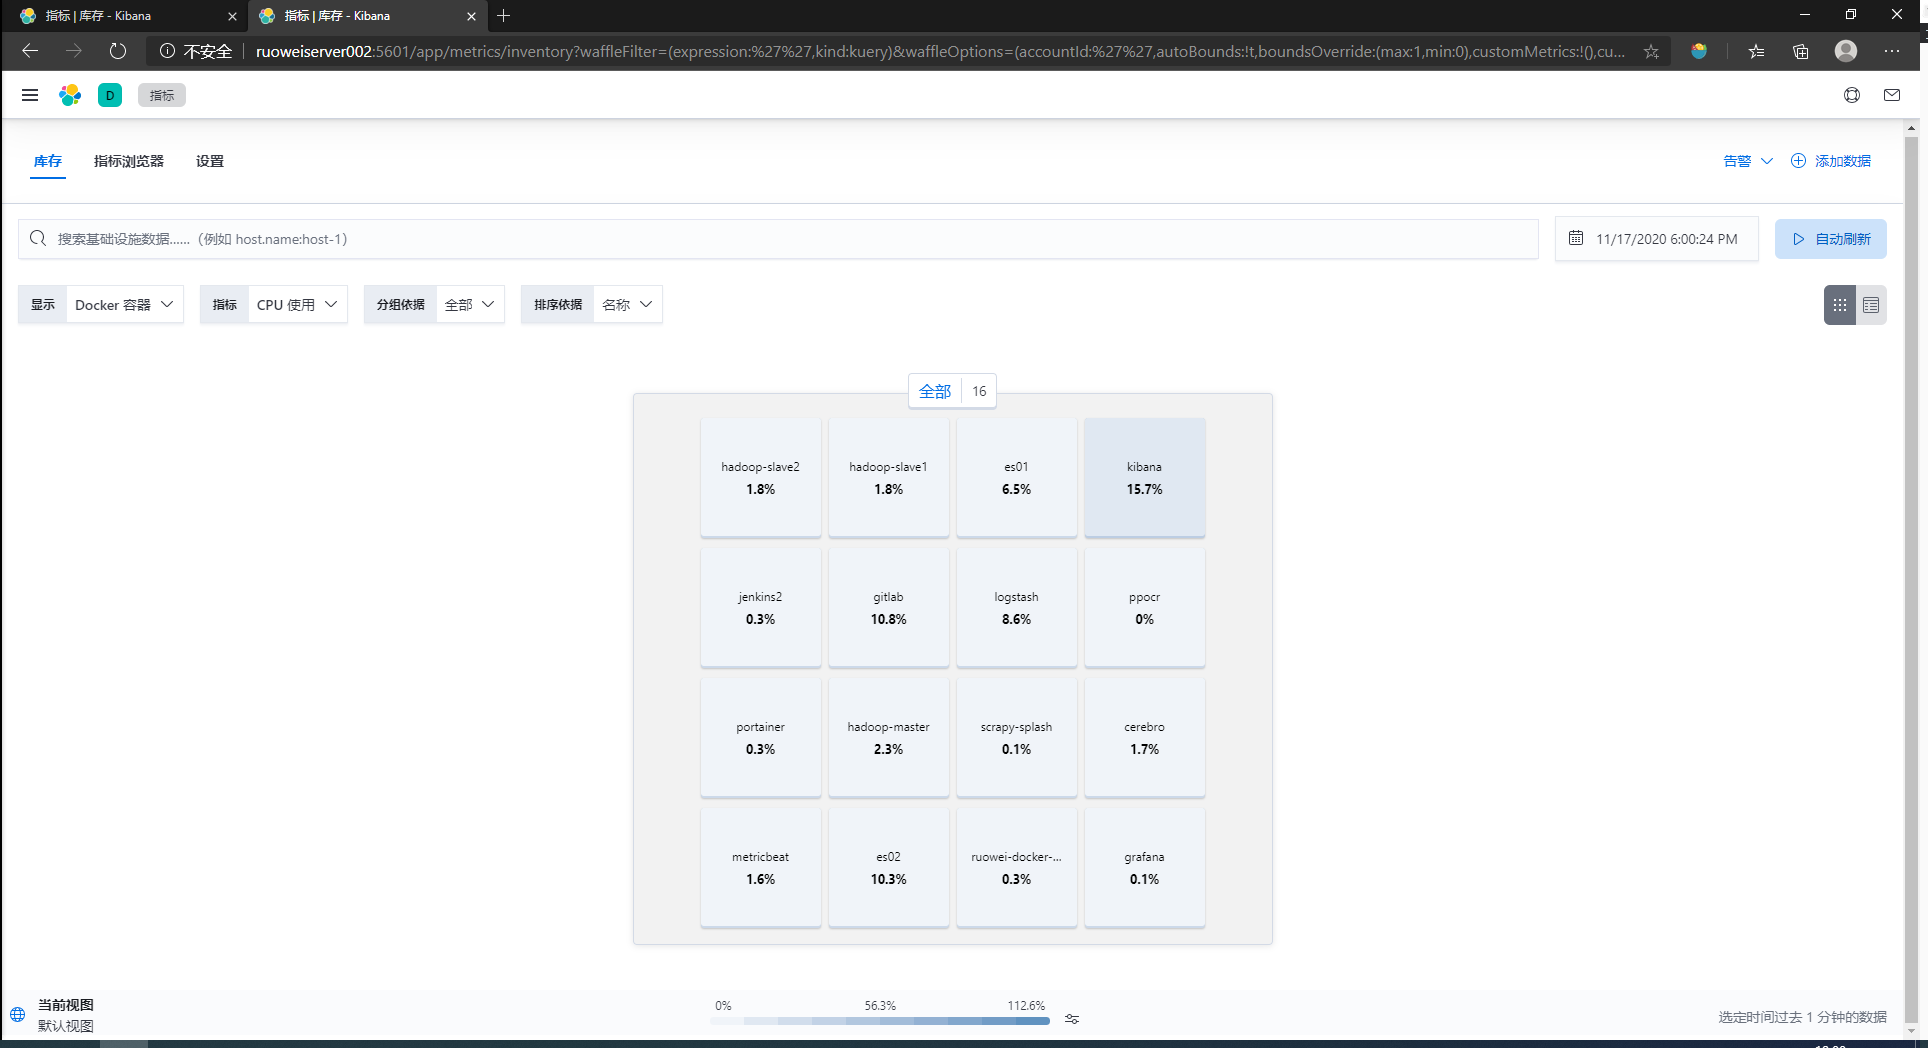 指标 | 库存 - Kibana
指标 | 库存 - Kibana
不安全
ruoweiserver002:5601/app/metrics/inventory?waffleFilter=(expression:%27%27,kind:kuery)&waffleOptions=(accountId:%27%27,autoBounds:!t,boundsOverride:(max:1,min:0),customMetrics:!(),cu...
D
指标
库存
指标浏览器
设置
告警
添加数据
搜索基础设施数据......（例如 host.name:host-1）
11/17/2020 6:00:24 PM
自动刷新
显示 Docker 容器
指标 CPU 使用
分组依据 全部
排序依据 名称
全部 16
hadoop-slave2
1.8%
hadoop-slave1
1.8%
es01
6.5%
kibana
15.7%
jenkins2
0.3%
gitlab
10.8%
logstash
8.6%
ppocr
0%
portainer
0.3%
hadoop-master
2.3%
scrapy-splash
0.1%
cerebro
1.7%
metricbeat
1.6%
es02
10.3%
ruowei-docker-...
0.3%
grafana
0.1%
当前视图
默认视图
0%
56.3%
112.6%
选定时间过去 1 分钟的数据